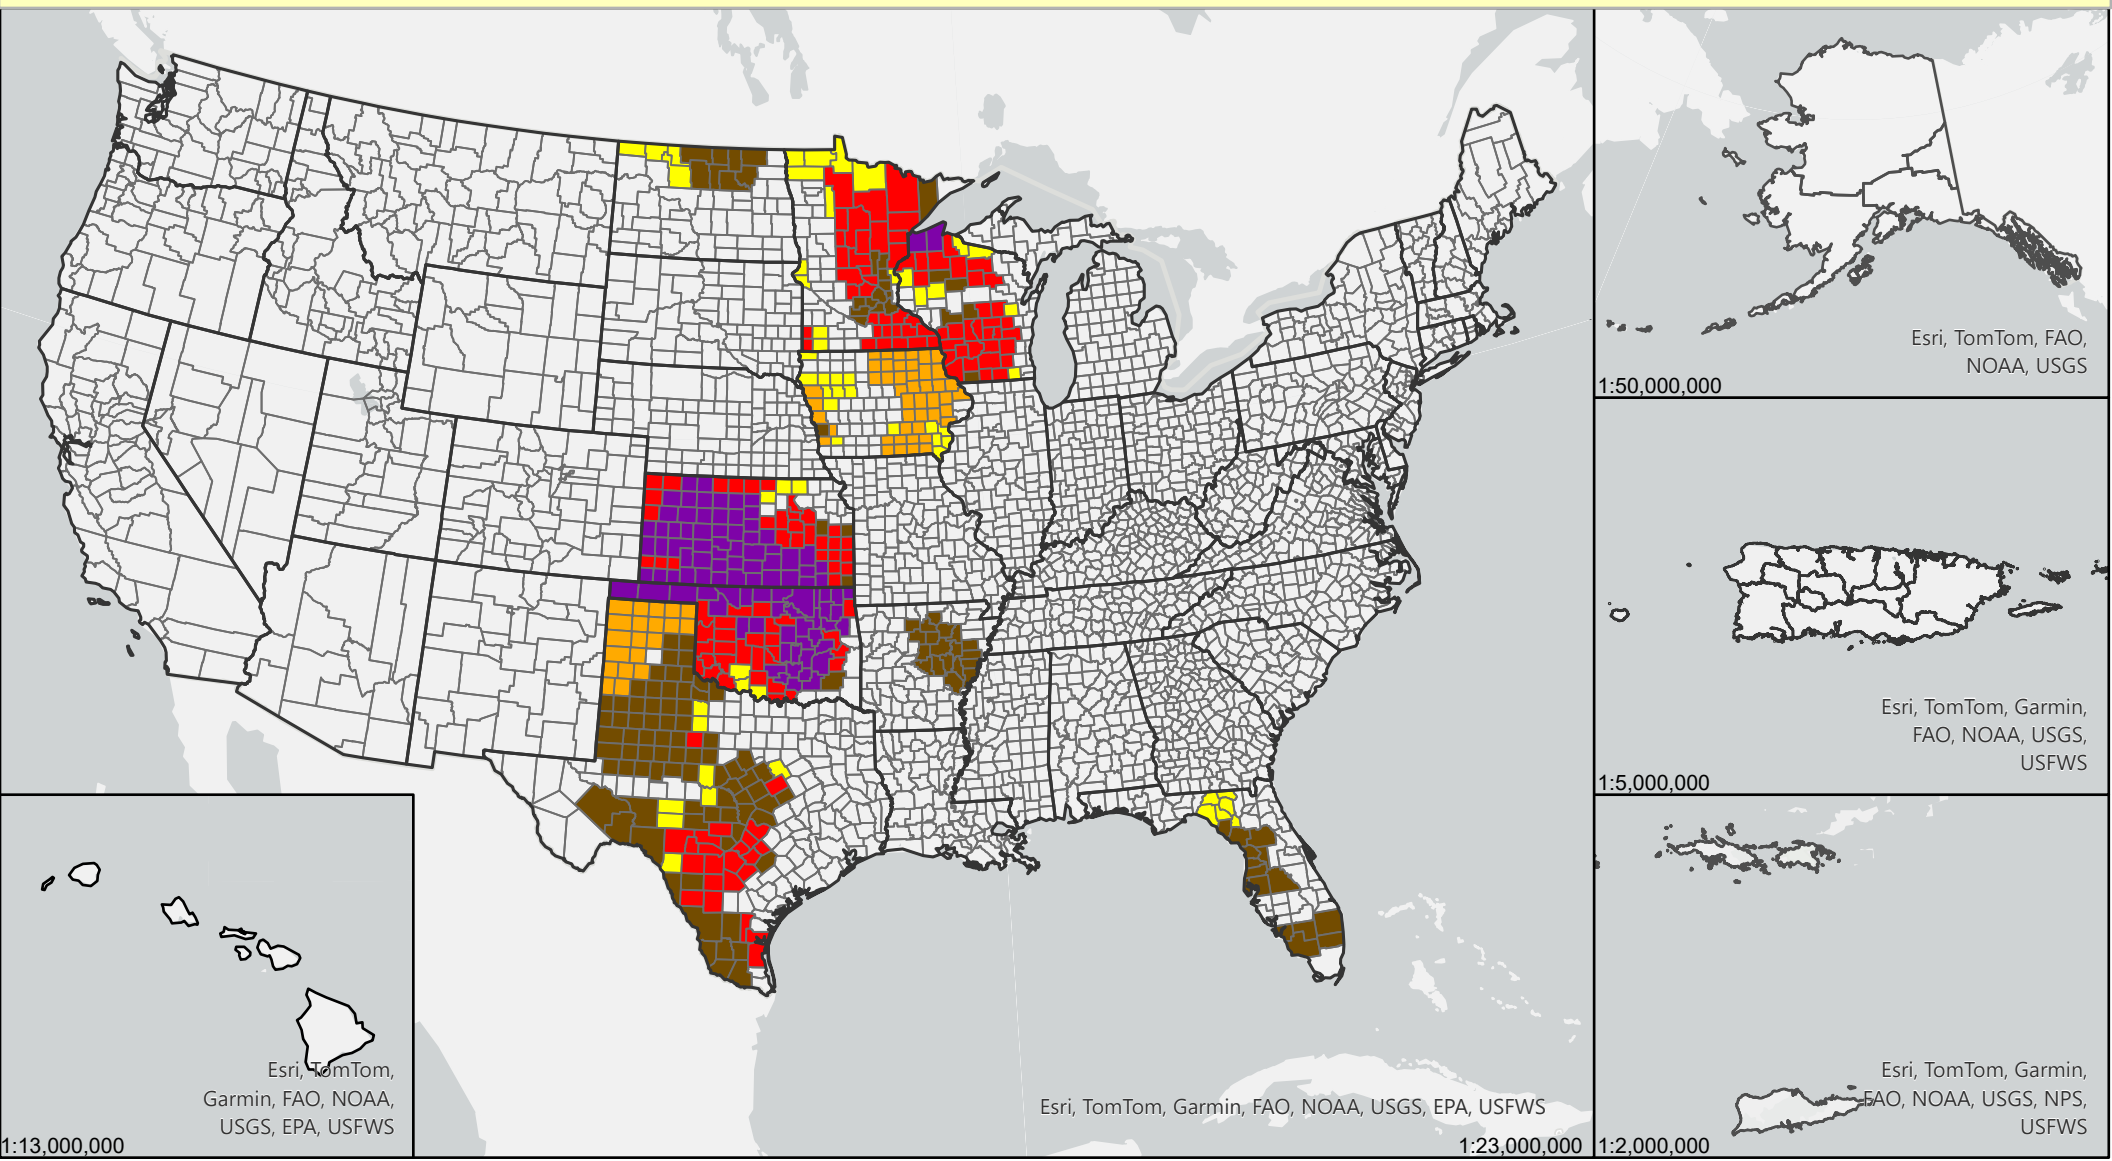 Esri, TomTom, FAO,
NOAA, USGS
1:50,000,000
Esri, TomTom, Garmin,
FAO, NOAA, USGS,
USFWS
1:5,000,000
Esri, TomTom,
Garmin, FAO, NOAA,
USGS, EPA, USFWS
1:13,000,000
Esri, TomTom, Garmin, FAO, NOAA, USGS, EPA, USFWS
1:23,000,000
Esri, TomTom, Garmin,
FAO, NOAA, USGS, NPS,
USFWS
1:2,000,000